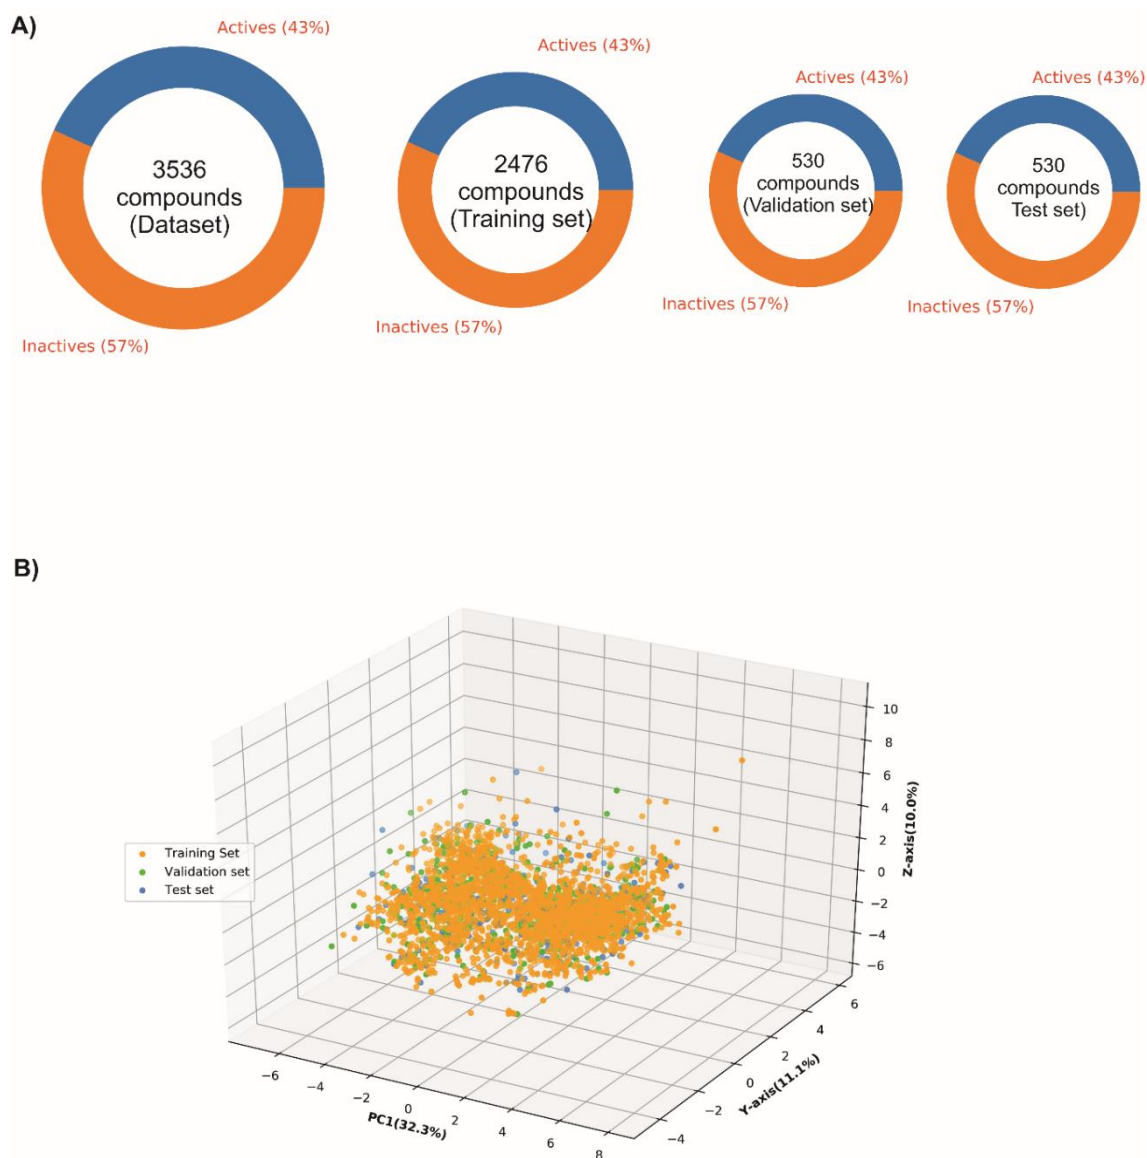 A)
Actives (43%)
3536
compounds
(Dataset)
Inactives (57%)
Actives (43%)
2476
compounds
(Training set)
Inactives (57%)
Actives (43%)
530
compounds
(Validation set)
Inactives (57%)
Actives (43%)
530
compounds
Test set)
Inactives (57%)
B)
Training Set
Validation set
Test set
10
8
6
4
2
0
−2
−4
−6
Z-axis(10.0%)
6
4
2
0
−2
−4
Y-axis(11.1%)
−6
−4
−2
0
2
4
6
8
PC1(32.3%)